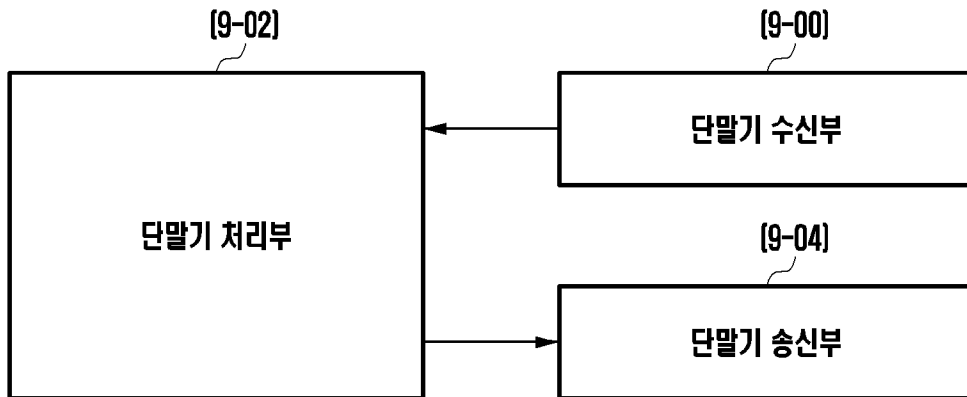 (9-02)
(9-00)
단말기 수신부
단말기 처리부
(9-04)
단말기 송신부